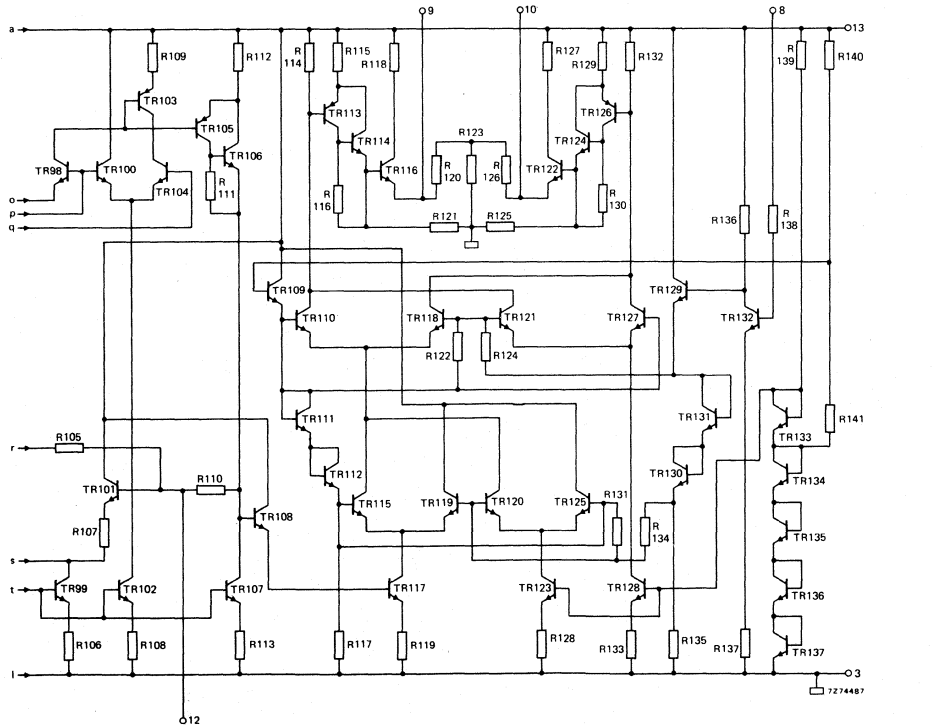 9
10
8
a
13
R109
R112
R
114
R115
R118
R127
R129
R132
R
139
R140
TR103
TR105
TR106
TR113
TR114
TR116
R123
R
120
R
126
TR126
TR124
TR122
TR98
TR100
TR104
R
111
R
116
R
130
R121
R125
R136
R
138
o
p
q
TR109
TR110
TR118
TR121
TR127
TR129
TR132
R122
R124
TR111
TR131
TR133
R141
r
R105
TR112
TR130
TR134
TR101
R110
TR108
TR115
TR119
TR120
TR125
R131
R
134
R107
TR135
s
t
TR99
TR102
TR107
TR117
TR123
TR128
TR136
R106
R108
R113
R117
R119
R128
R133
R135
R137
TR137
l
3
7Z74487
12